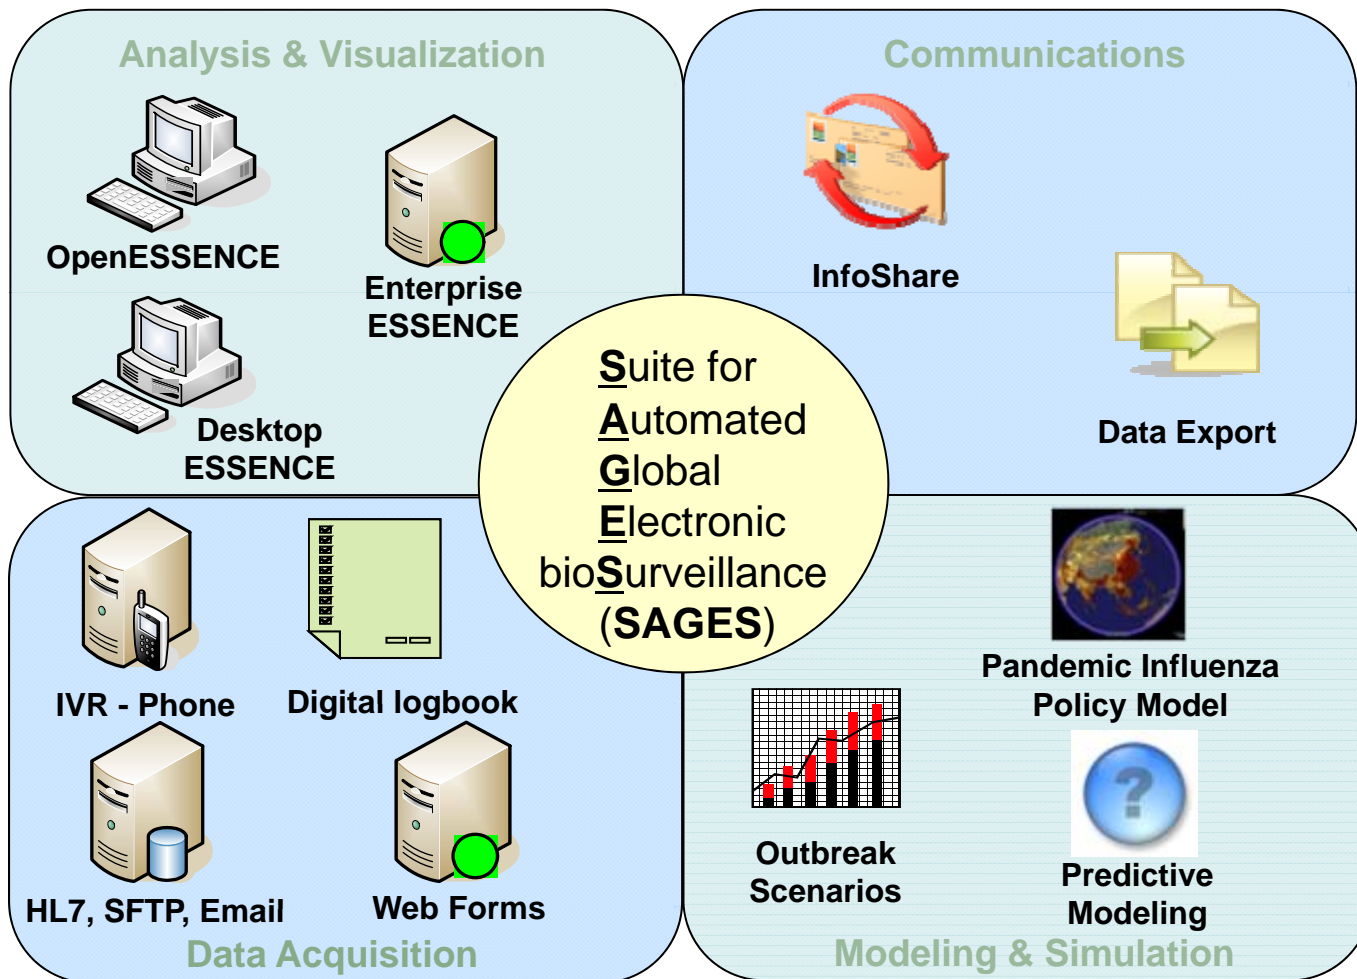 Analysis & Visualization
OpenESSENCE
Enterprise
ESSENCE
Desktop
ESSENCE
Communications
InfoShare
Data Export
Suite for
Automated
Global
Electronic
bioSurveillance
(SAGES)
IVR - Phone
Digital logbook
HL7, SFTP, Email
Web Forms
Data Acquisition
Pandemic Influenza
Policy Model
Outbreak
Scenarios
?
Predictive
Modeling
Modeling & Simulation